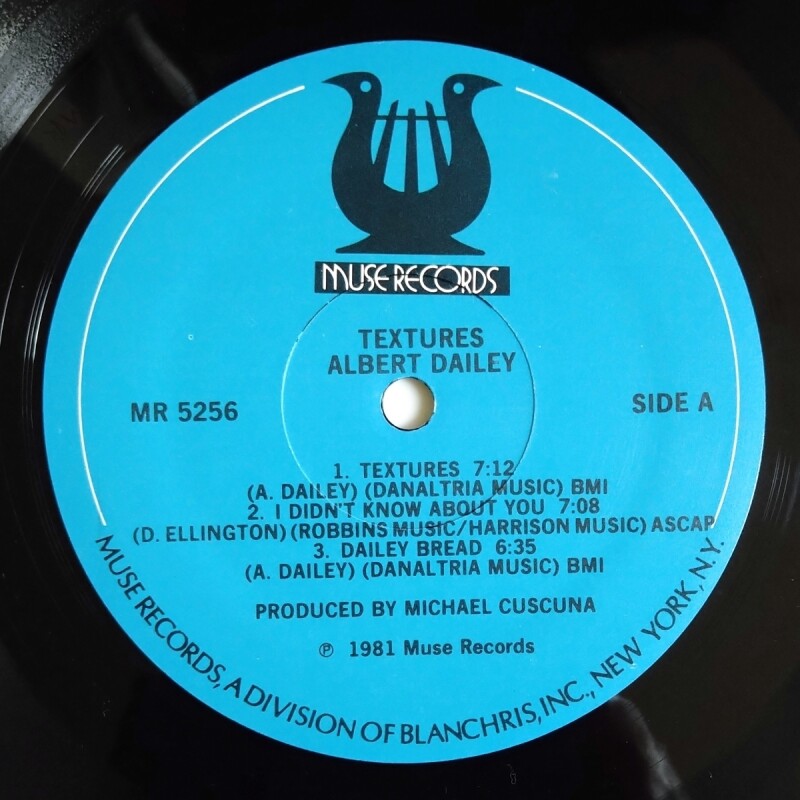 MUSE RECORDS
TEXTURES
ALBERT DAILEY
MR 5256
SIDE A
1. TEXTURES 7:12
(A. DAILEY) (DANALTRIA MUSIC) BMI
2. I DIDN'T KNOW ABOUT YOU 7:08
(D. ELLINGTON) (ROBBINS MUSIC/HARRISON MUSIC) ASCAP
3. DAILEY BREAD 6:35
(A. DAILEY) (DANALTRIA MUSIC) BMI
PRODUCED BY MICHAEL CUSCUNA
℗ 1981 Muse Records
MUSE RECORDS, A DIVISION OF BLANCHRIS, INC., NEW YORK, N.Y.